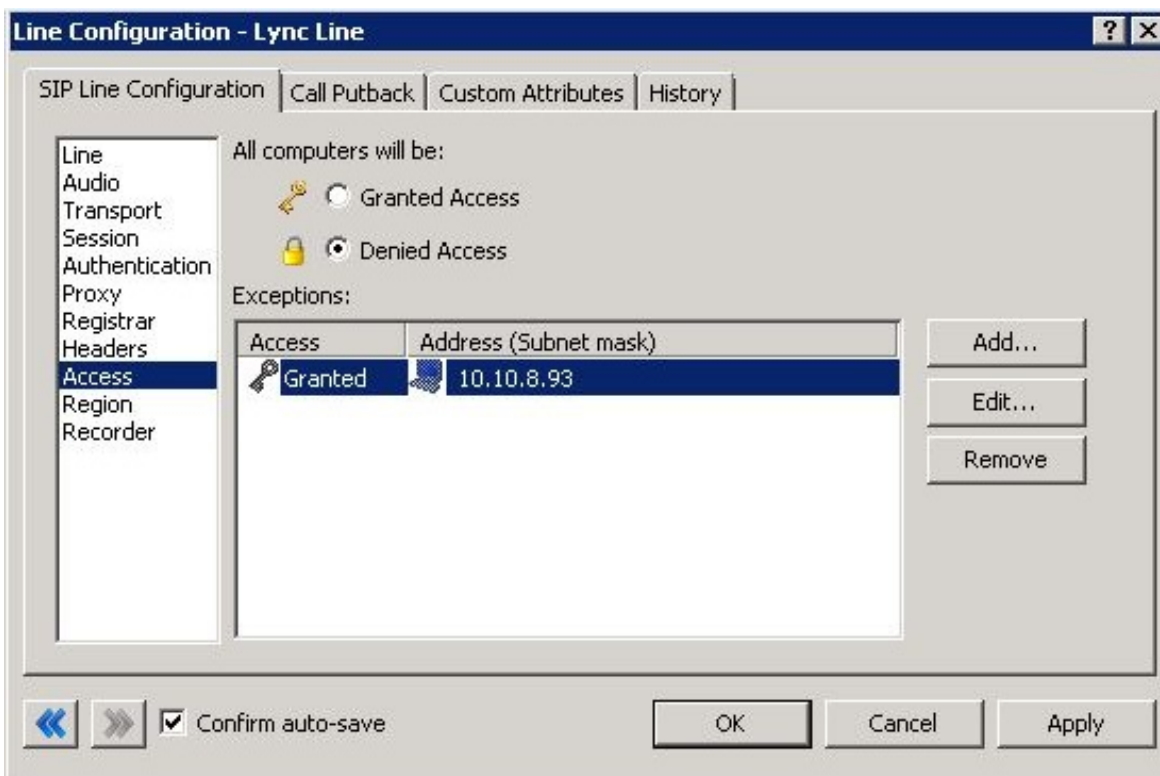 Line Configuration - Lync Line
SIP Line Configuration
Call Putback
Custom Attributes
History
Line
Audio
Transport
Session
Authentication
Proxy
Registrar
Headers
Access
Region
Recorder
All computers will be:
Granted Access
Denied Access
Exceptions:
Access Address (Subnet mask)
Granted 10.10.8.93
Add...
Edit...
Remove
Confirm auto-save
OK
Cancel
Apply